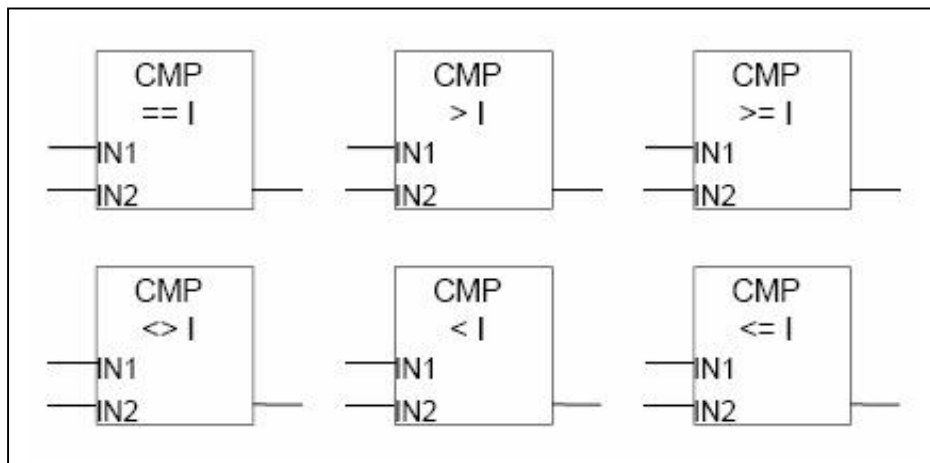 CMP
== I
IN1
IN2
CMP
> I
IN1
IN2
CMP
>= I
IN1
IN2
CMP
<> I
IN1
IN2
CMP
< I
IN1
IN2
CMP
<= I
IN1
IN2